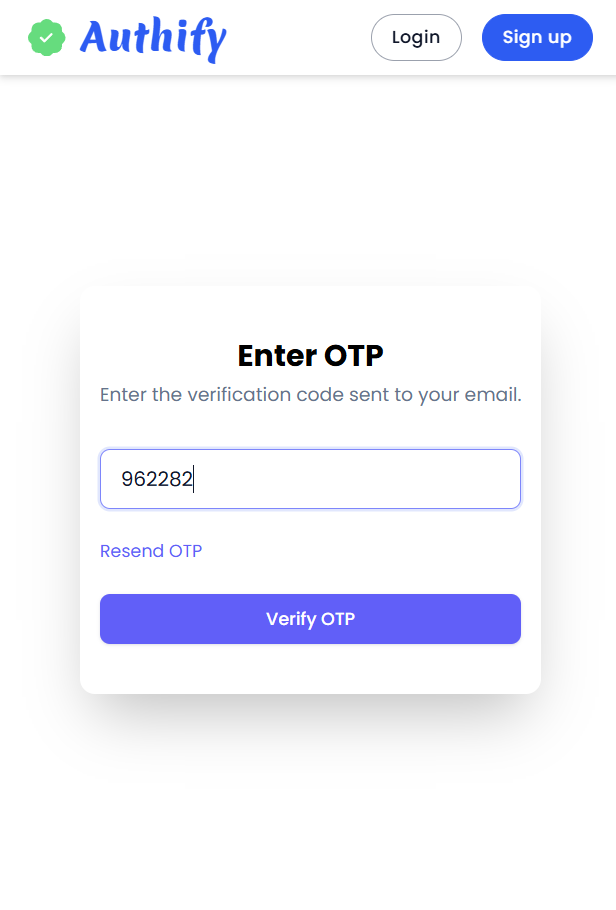 Authify
Login
Sign up
Enter OTP
Enter the verification code sent to your email.
962282
Resend OTP
Verify OTP